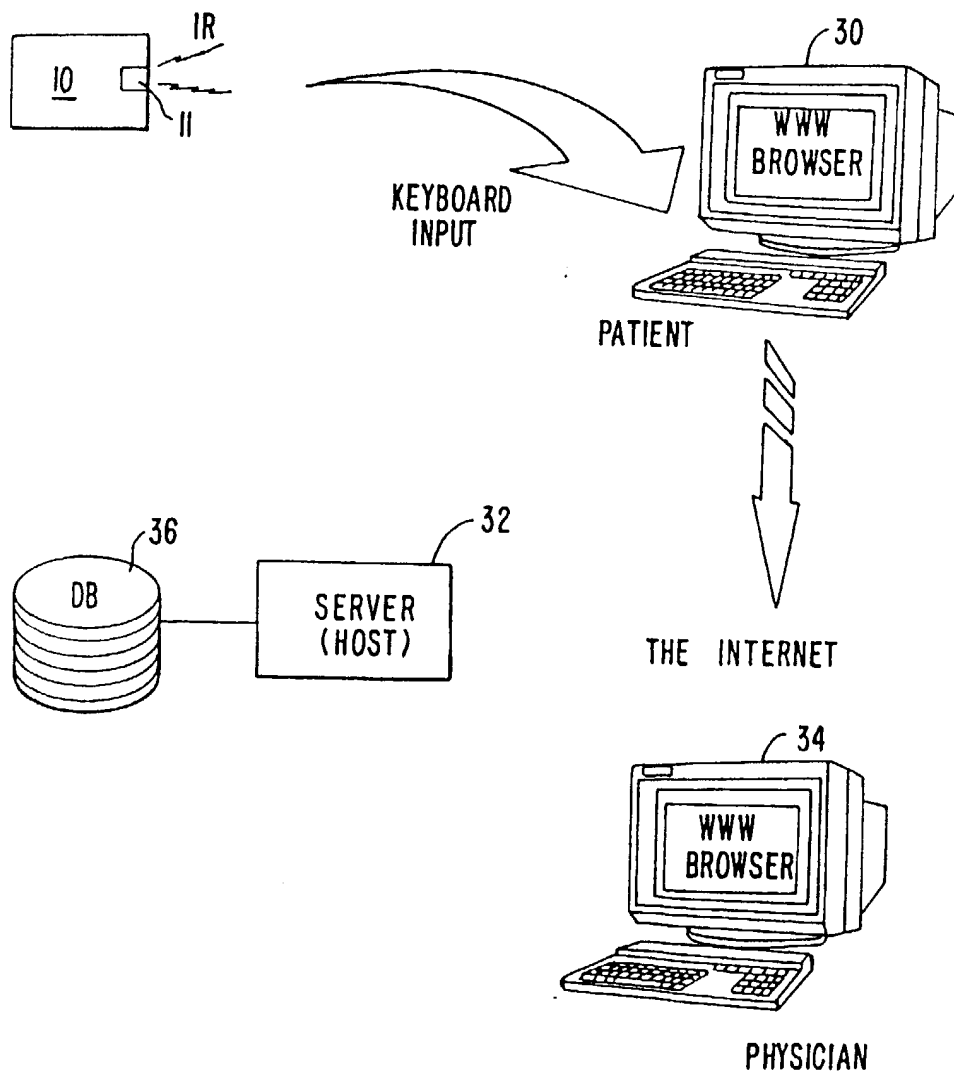 IR
10
11
30
WWW
BROWSER
KEYBOARD
INPUT
PATIENT
36
DB
32
SERVER
(HOST)
THE INTERNET
34
WWW
BROWSER
PHYSICIAN